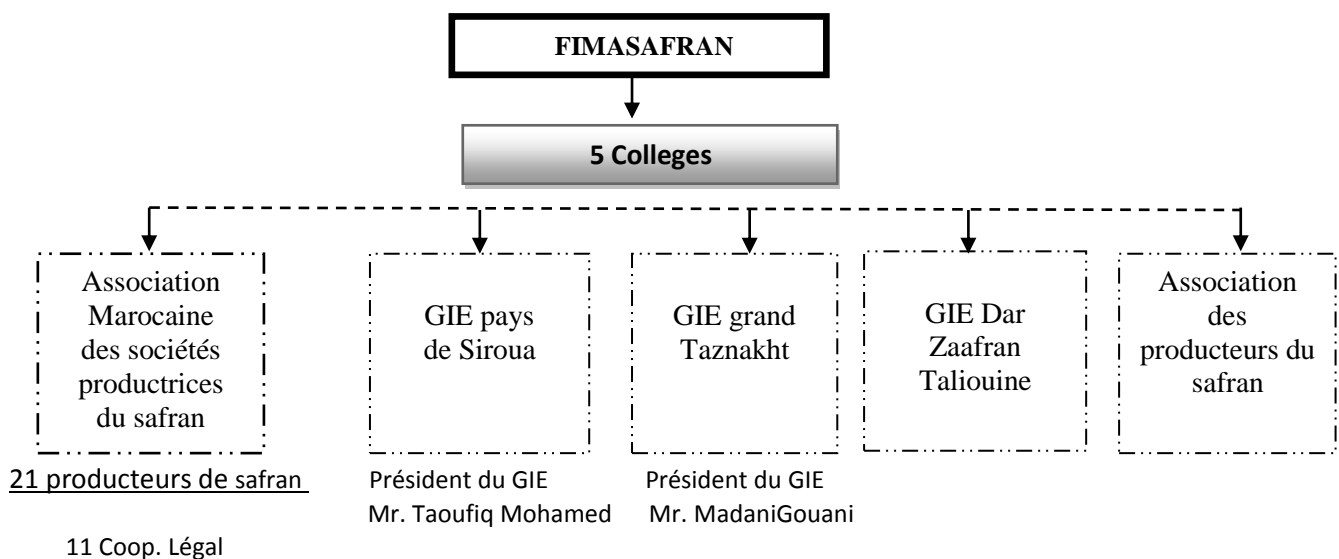 FIMASAFRAN
5 Colleges
Association
Marocaine
des sociétés
productrices
du safran
GIE pays
de Siroua
GIE grand
Taznakht
GIE Dar
Zaafran
Taliouine
Association
des
producteurs du
safran
21 producteurs de safran
11 Coop. Légal
Président du GIE
Mr. Taoufiq Mohamed
Président du GIE
Mr. MadaniGouani